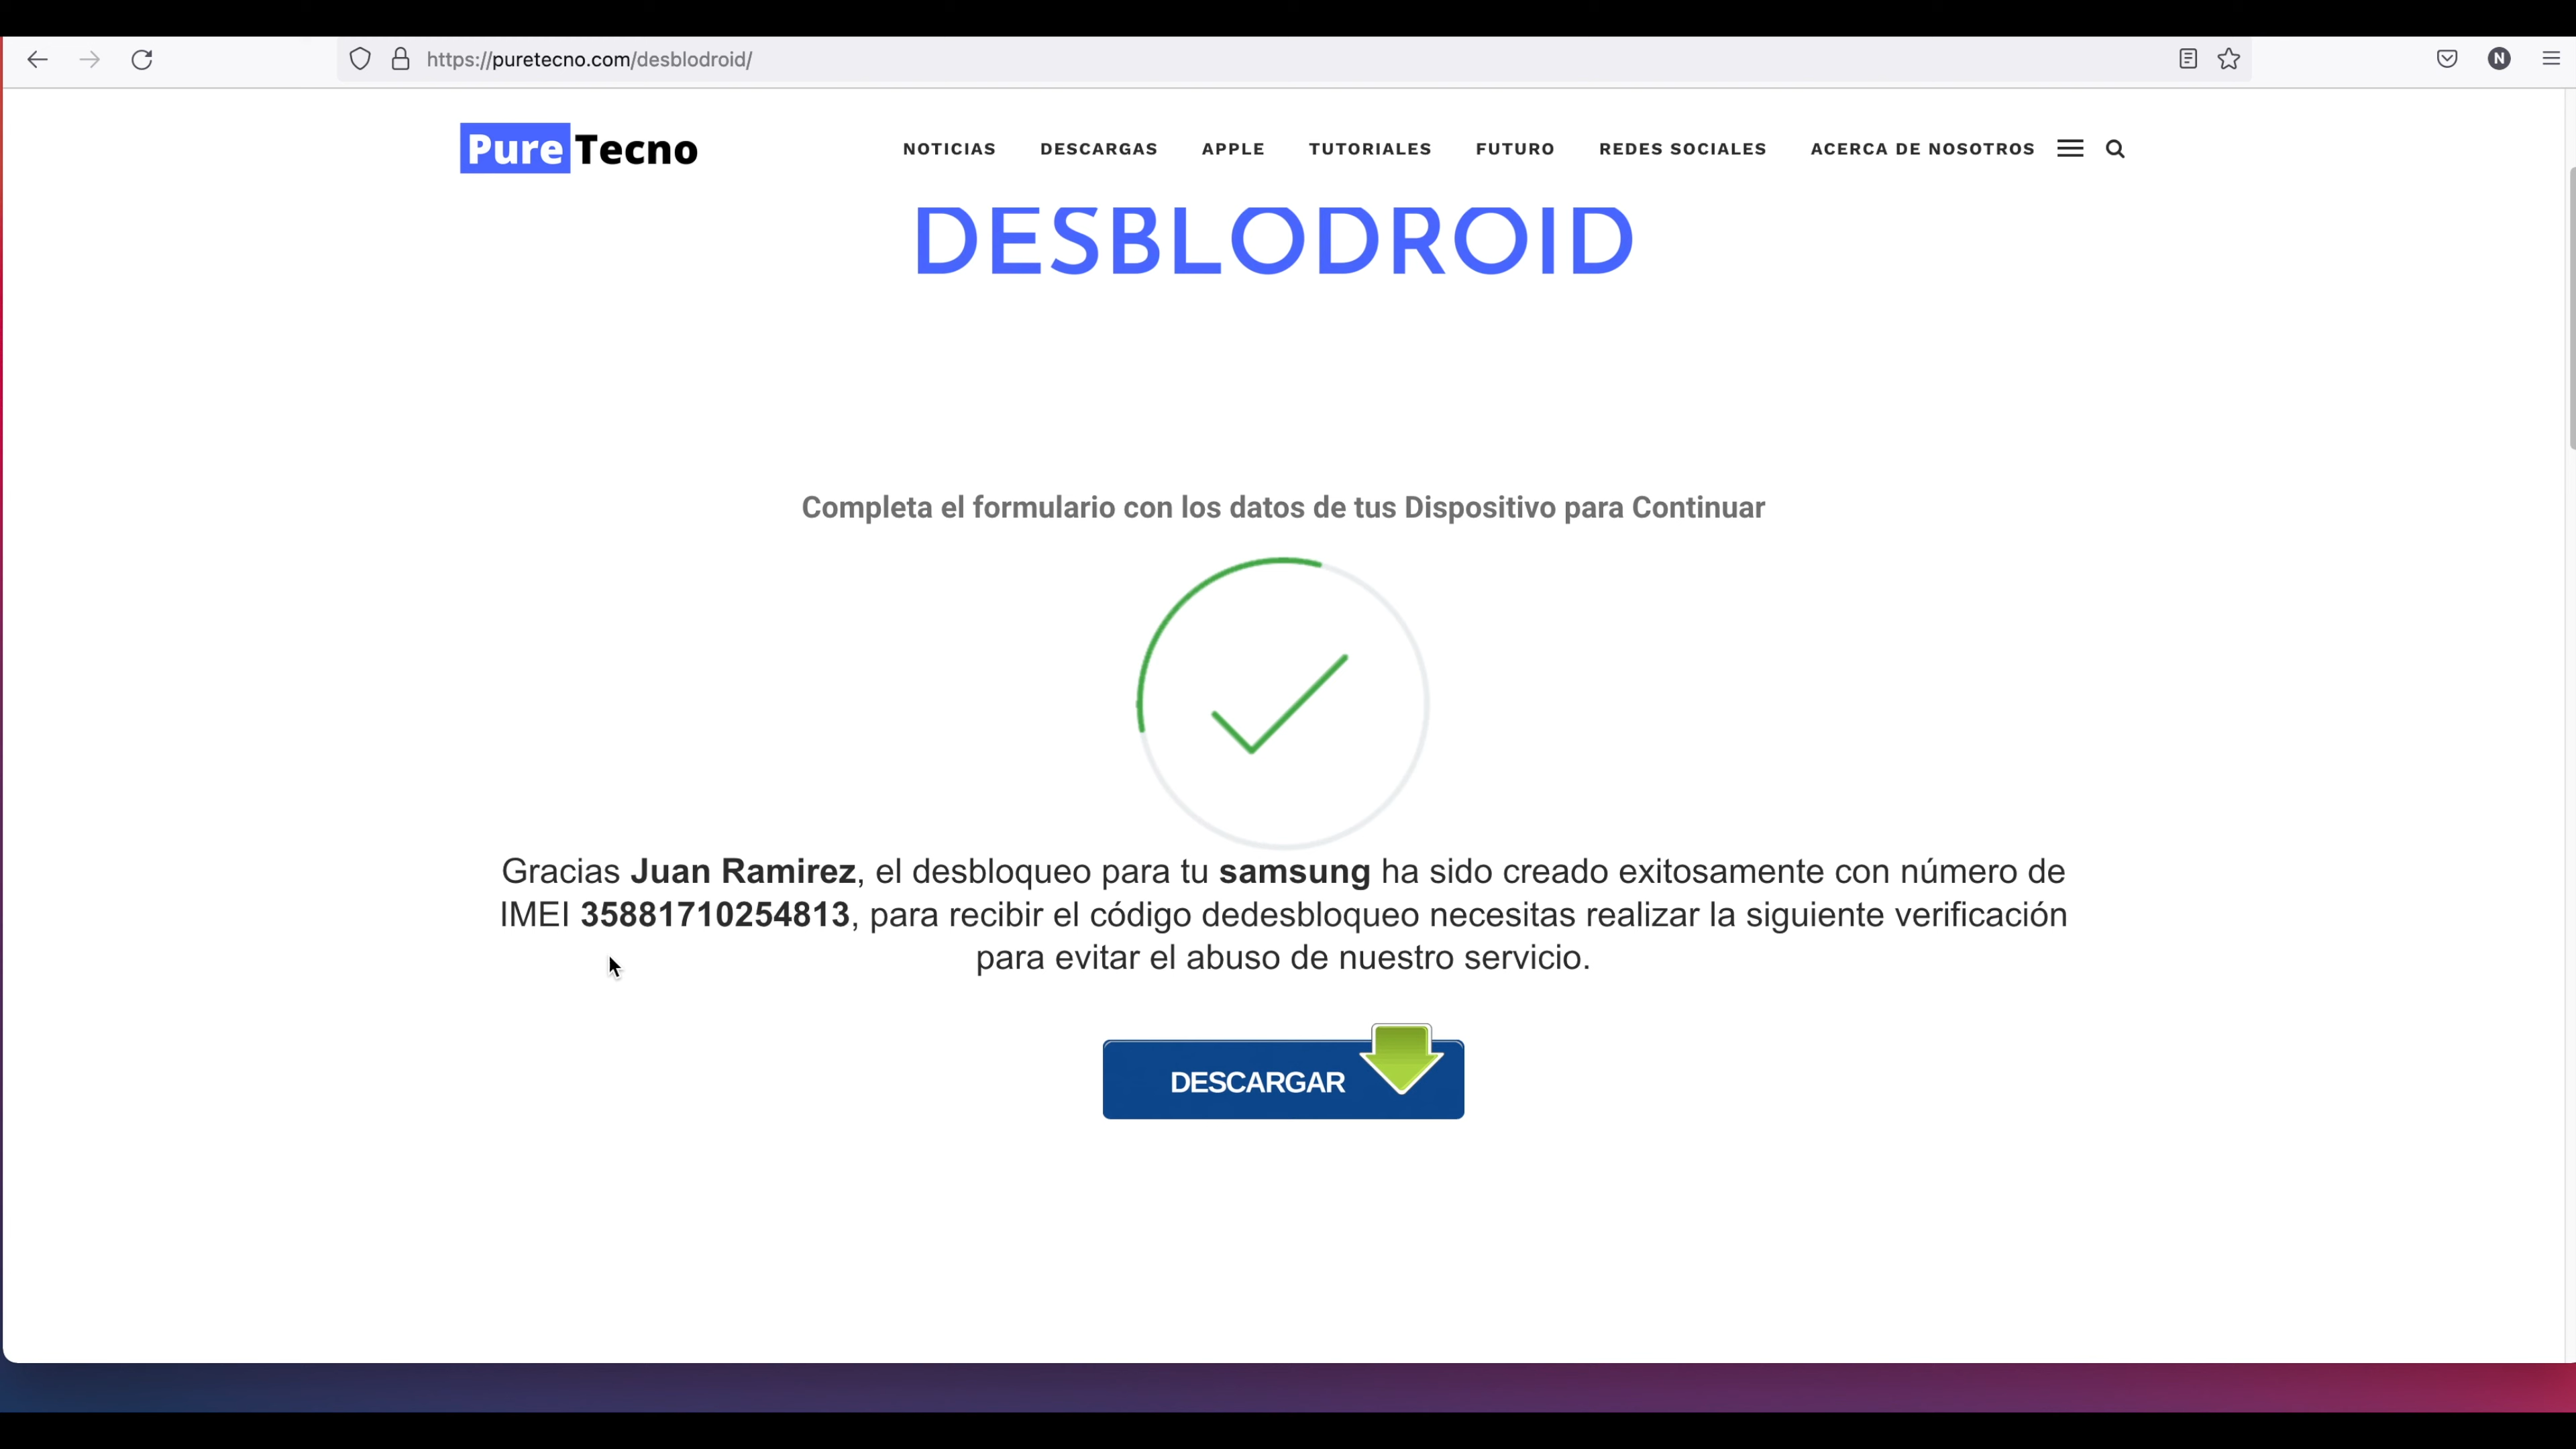 https://puretecno.com/desblodroid/
N
Pure Tecno
NOTICIAS DESCARGAS APPLE TUTORIALES FUTURO REDES SOCIALES ACERCA DE NOSOTROS
DESBLODROID
Completa el formulario con los datos de tus Dispositivo para Continuar
Gracias Juan Ramirez, el desbloqueo para tu samsung ha sido creado exitosamente con número de
IMEI 35881710254813, para recibir el código dedesbloqueo necesitas realizar la siguiente verificación
para evitar el abuso de nuestro servicio.
DESCARGAR